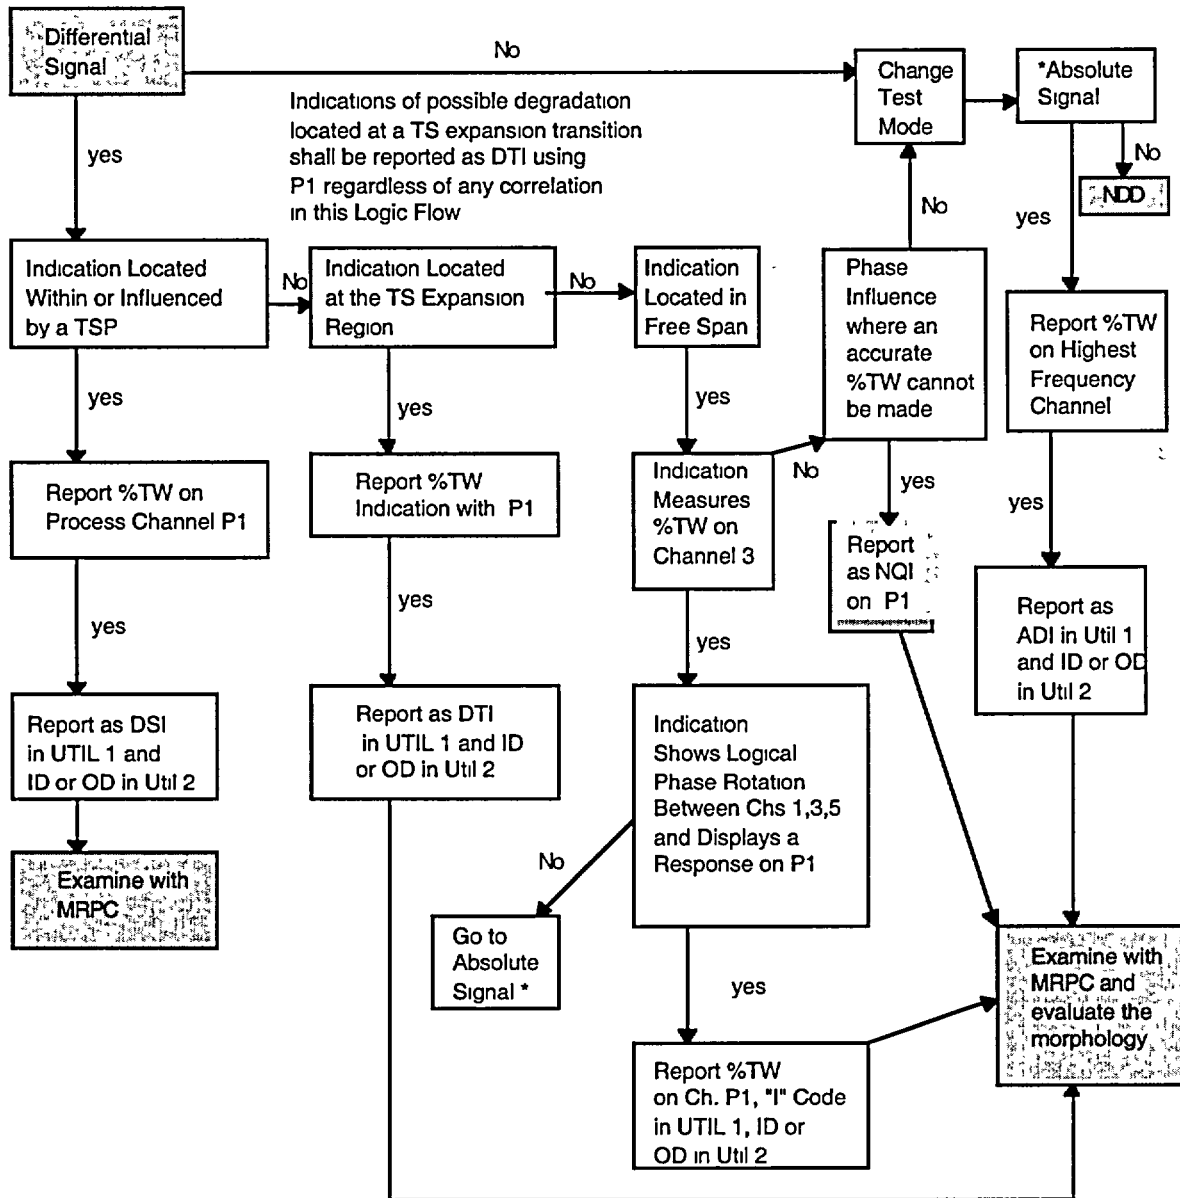 Differential
Signal
No
Change
Test
Mode
*Absolute
Signal
yes
Indications of possible degradation
located at a TS expansion transition
shall be reported as DTI using
P1 regardless of any correlation
in this Logic Flow
No
NDD
yes
No
Indication Located
Within or Influenced
by a TSP
No
Indication Located
at the TS Expansion
Region
No
Indication
Located in
Free Span
Phase
Influence
where an
accurate
%TW cannot
be made
Report %TW
on Highest
Frequency
Channel
yes
yes
yes
No
yes
yes
Report %TW on
Process Channel P1
Report %TW
Indication with P1
Indication
Measures
%TW on
Channel 3
Report
as NQI
on P1
yes
yes
yes
Report as
ADI in Util 1
and ID or OD
in Util 2
Report as DSI
in UTIL 1 and
ID or OD in Util 2
Report as DTI
in UTIL 1 and ID
or OD in Util 2
Indication
Shows Logical
Phase Rotation
Between Chs 1,3,5
and Displays a
Response on P1
No
Examine with
MRPC
Go to
Absolute
Signal *
yes
Examine with
MRPC and
evaluate the
morphology
Report %TW
on Ch. P1, "I" Code
in UTIL 1, ID or
OD in Util 2